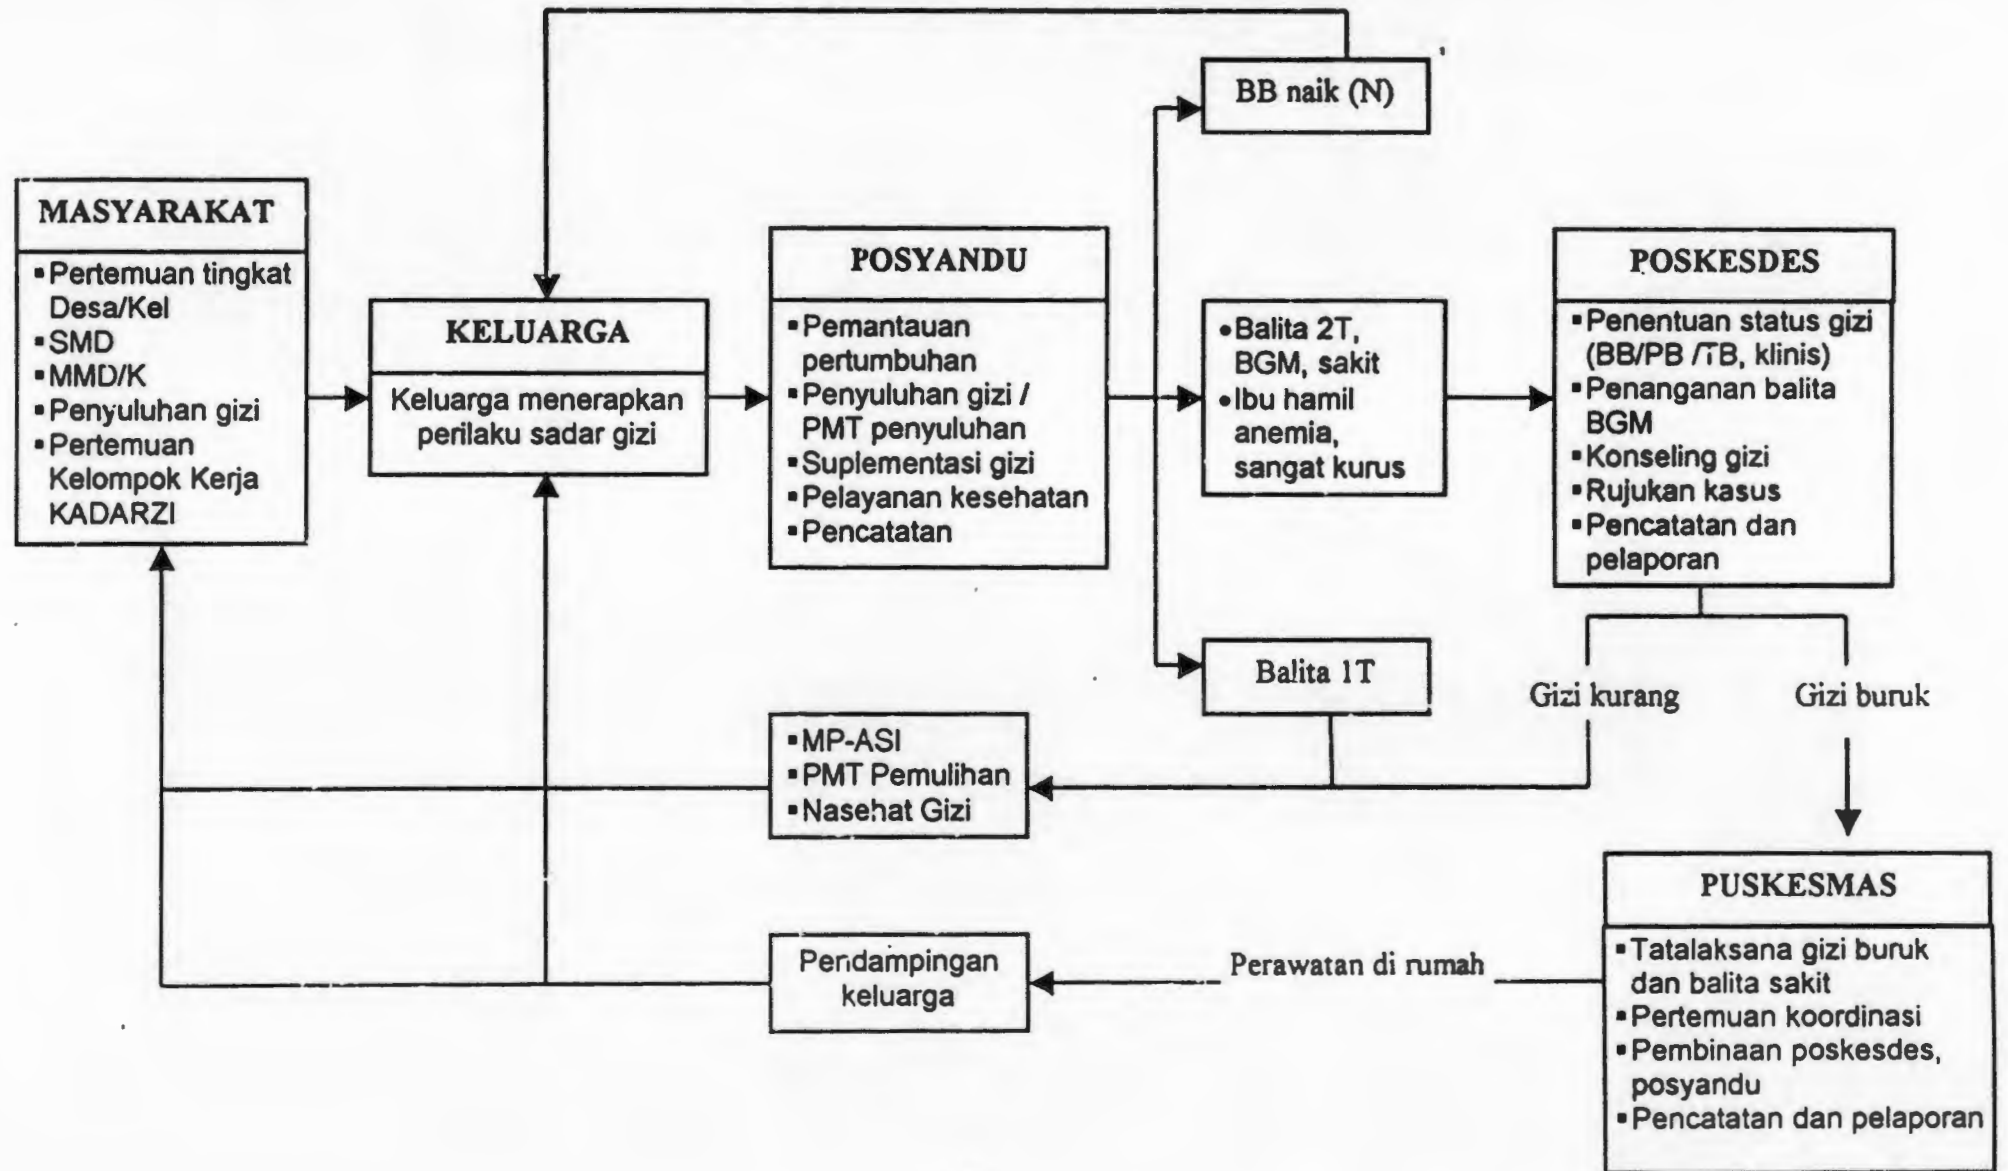 BB naik (N)
MASYARAKAT
▪Pertemuan tingkat
Desa/Kel
▪SMD
▪MMD/K
▪Penyuluhan gizi
▪Pertemuan
Kelompok Kerja
KADARZI
KELUARGA
Keluarga menerapkan
perilaku sadar gizi
POSYANDU
▪Pemantauan
pertumbuhan
▪Penyuluhan gizi /
PMT penyuluhan
▪Suplementasi gizi
▪Pelayanan kesehatan
▪Pencatatan
•Balita 2T,
BGM, sakit
•Ibu hamil
anemia,
sangat kurus
POSKESDES
▪Penentuan status gizi
(BB/PB /TB, klinis)
▪Penanganan balita
BGM
▪Konseling gizi
▪Rujukan kasus
▪Pencatatan dan
pelaporan
Balita 1T
Gizi kurang
Gizi buruk
▪MP-ASI
▪PMT Pemulihan
▪Nasehat Gizi
Pendampingan
keluarga
Perawatan di rumah
PUSKESMAS
▪Tatalaksana gizi buruk
dan balita sakit
▪Pertemuan koordinasi
▪Pembinaan poskesdes,
posyandu
▪Pencatatan dan pelaporan